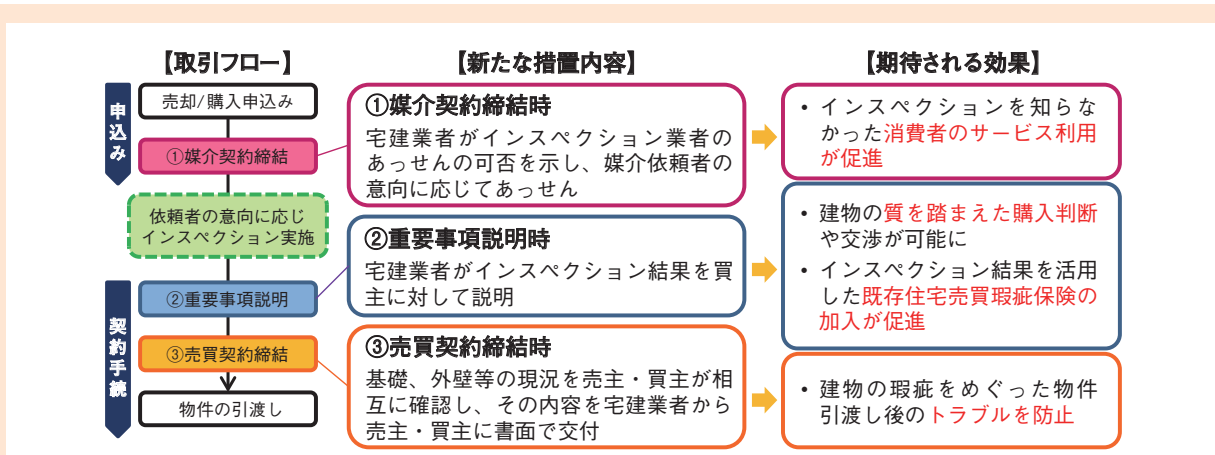 【取引フロー】
申込み
売却/購入申込み
①媒介契約締結
依頼者の意向に応じ
インスペクション実施
契約手続
②重要事項説明
③売買契約締結
物件の引渡し
【新たな措置内容】
①媒介契約締結時
宅建業者がインスペクション業者の
あっせんの可否を示し、媒介依頼者の
意向に応じてあっせん
②重要事項説明時
宅建業者がインスペクション結果を買
主に対して説明
③売買契約締結時
基礎、外壁等の現況を売主・買主が相
互に確認し、その内容を宅建業者から
売主・買主に書面で交付
【期待される効果】
・インスペクションを知らな
かった消費者のサービス利用
が促進
・建物の質を踏まえた購入判断
や交渉が可能に
・インスペクション結果を活用
した既存住宅売買瑕疵保険の
加入が促進
・建物の瑕疵をめぐった物件
引渡し後のトラブルを防止